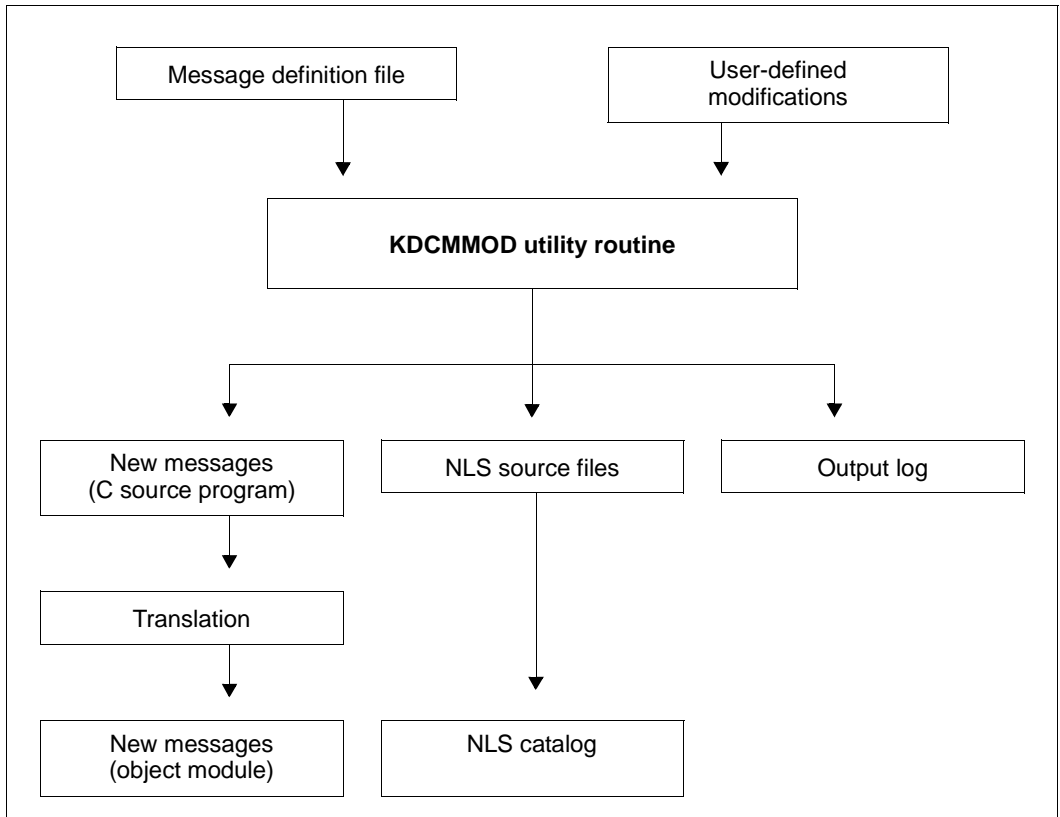 Message definition file
User-defined
modifications
KDCMMOD utility routine
New messages
(C source program)
NLS source files
Output log
Translation
New messages
(object module)
NLS catalog